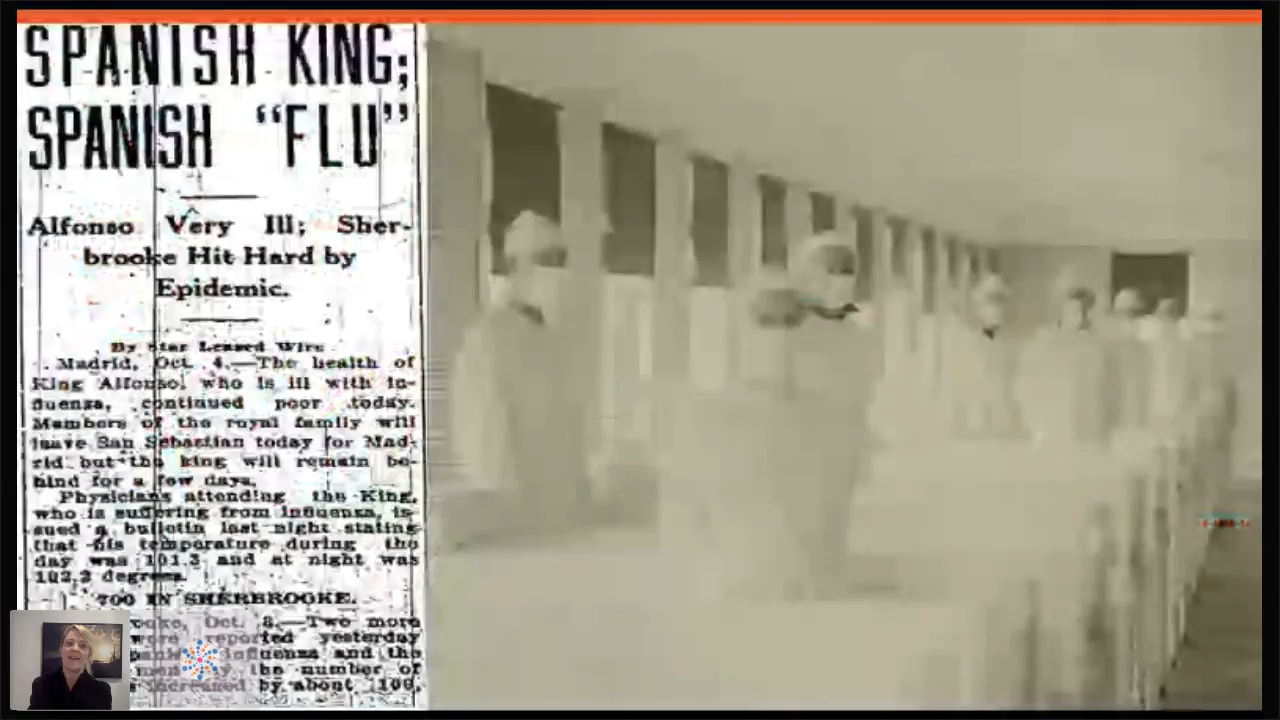 SPANISH KING;
SPANISH "FLU"
Alfonso Very Ill; Sher-
brooke Hit Hard by
Epidemic.
By Star Leased Wire
Madrid, Oct. 4.—The health of
King Alfonso, who is ill with in-
fluenza, continued poor today.
Members of the royal family will
leave San Sebastian today for Mad-
rid but the king will remain be-
hind for a few days.
Physicians attending the King,
who is suffering from influenza, is-
sued a bulletin last night stating
that his temperature during the
day was 101.3 and at night was
102.2 degrees.
700 IN SHERBROOKE.
Oct. 3.—Two more
were reported yesterday
influenza and the
the number of
increased by about 100,